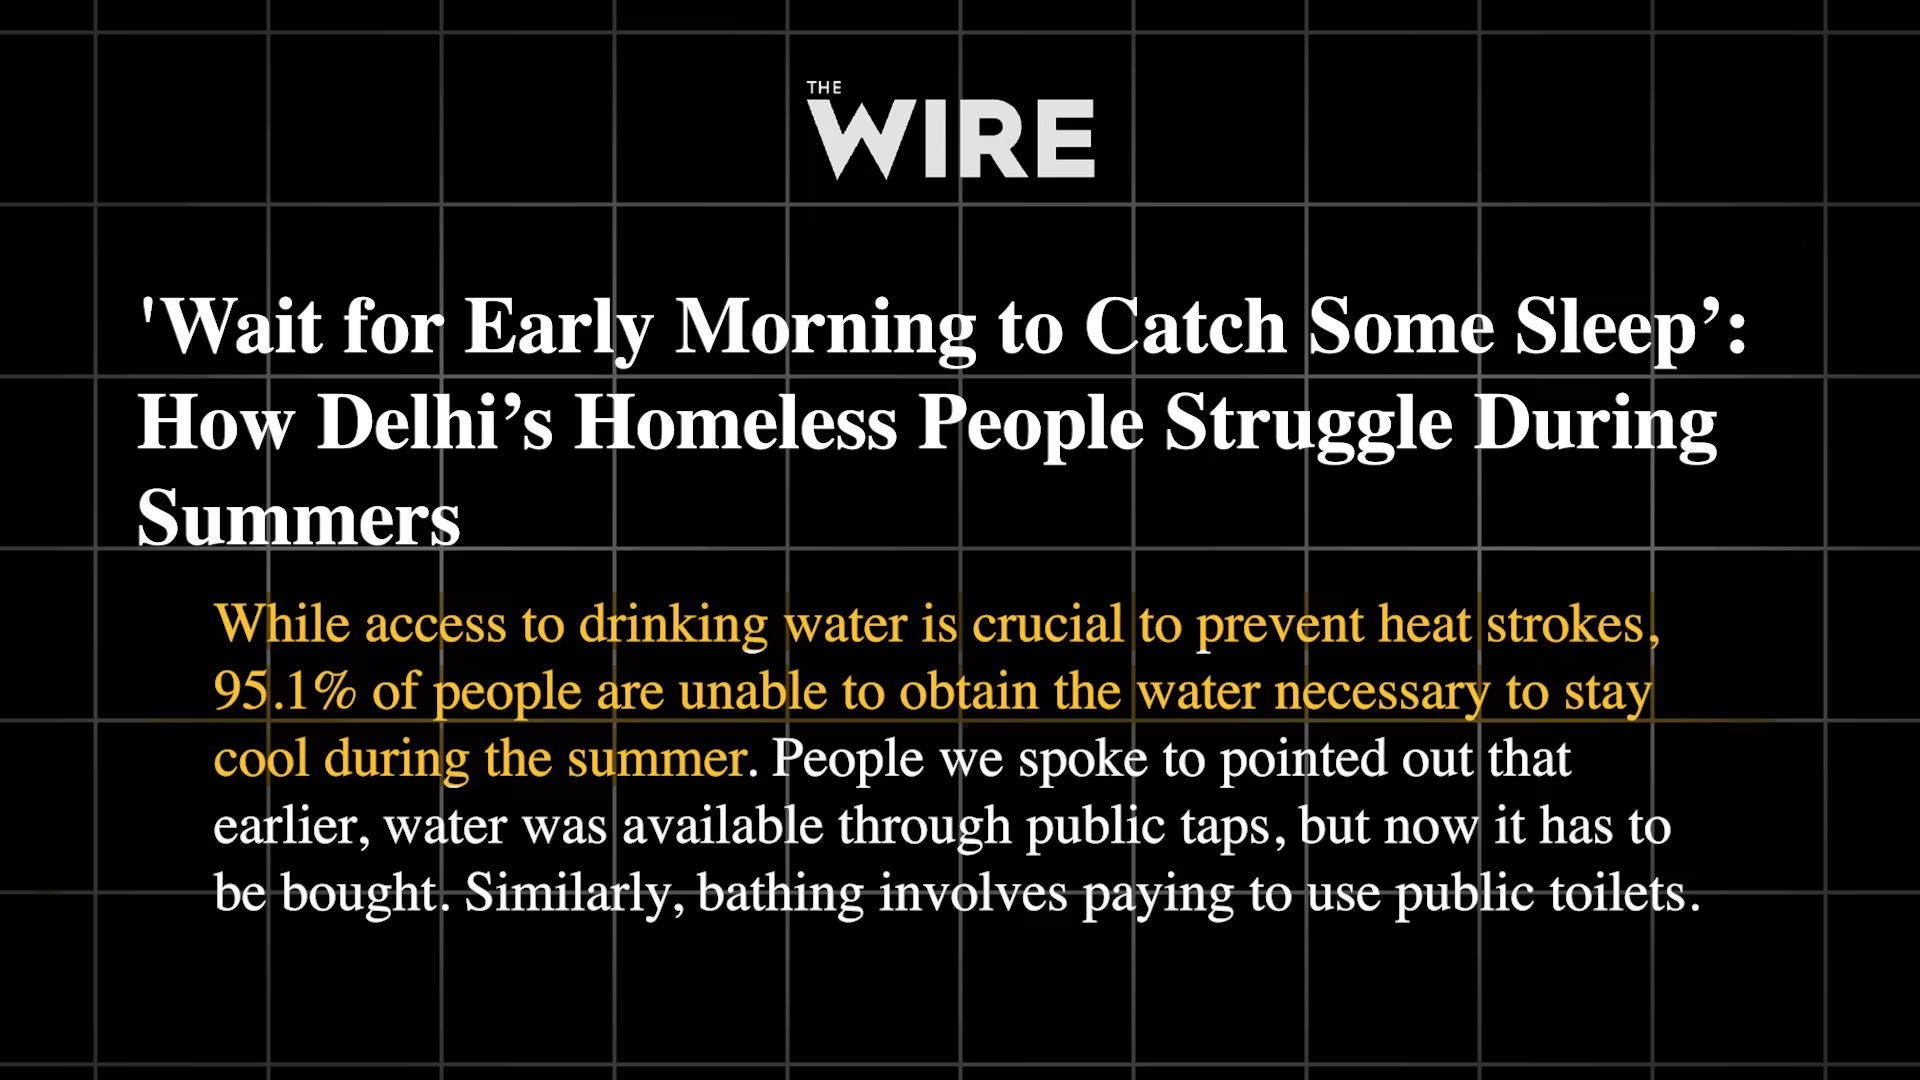 THE
WIRE
'Wait for Early Morning to Catch Some Sleep’:
How Delhi’s Homeless People Struggle During
Summers
While access to drinking water is crucial to prevent heat strokes,
95.1% of people are unable to obtain the water necessary to stay
cool during the summer. People we spoke to pointed out that
earlier, water was available through public taps, but now it has to
be bought. Similarly, bathing involves paying to use public toilets.